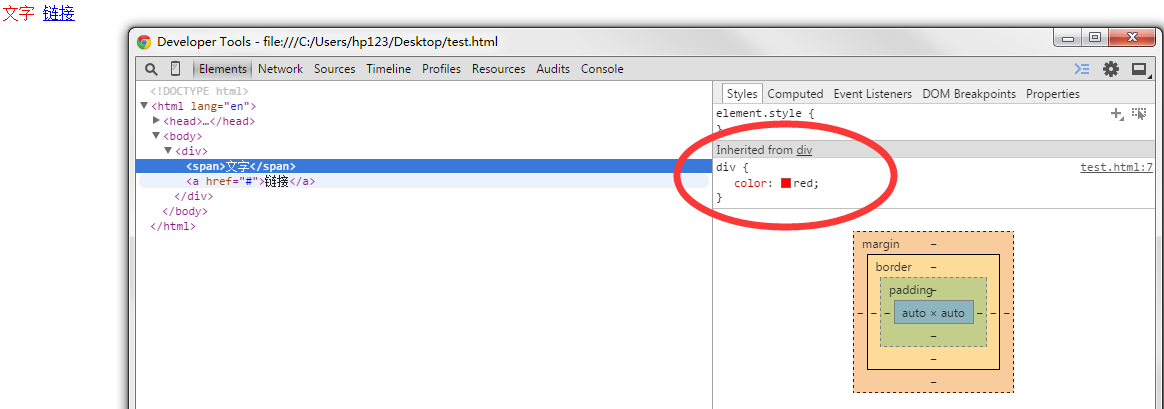 文字 链接
Developer Tools - file:///C:/Users/hp123/Desktop/test.html
Elements Network Sources Timeline Profiles Resources Audits Console
<!DOCTYPE html>
<html lang="en">
<head>…</head>
<body>
<div>
<span>文字</span>
<a href="#">链接</a>
</div>
</body>
</html>
Styles Computed Event Listeners DOM Breakpoints Properties
element.style {
}
Inherited from div
div { test.html:7
color: red;
}
margin –
border –
padding –
– – – auto × auto – – –
–
–
–